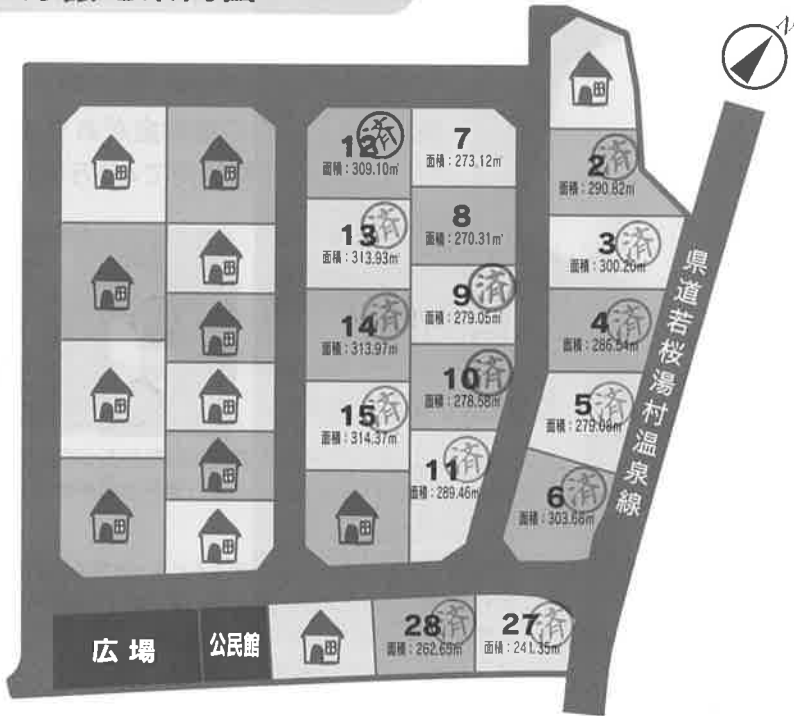 N
12 済
面積：309.10㎡
7
面積：273.12㎡
2 済
面積：290.82㎡
13 済
面積：313.93㎡
8
面積：270.31㎡
3 済
面積：300.20㎡
14 済
面積：313.97㎡
9 済
面積：279.05㎡
4 済
面積：286.54㎡
15 済
面積：314.37㎡
10 済
面積：278.58㎡
5 済
面積：279.08㎡
11 済
面積：289.46㎡
6 済
面積：303.68㎡
県道若桜湯村温泉線
広場
公民館
28 済
面積：262.65㎡
27 済
面積：241.35㎡